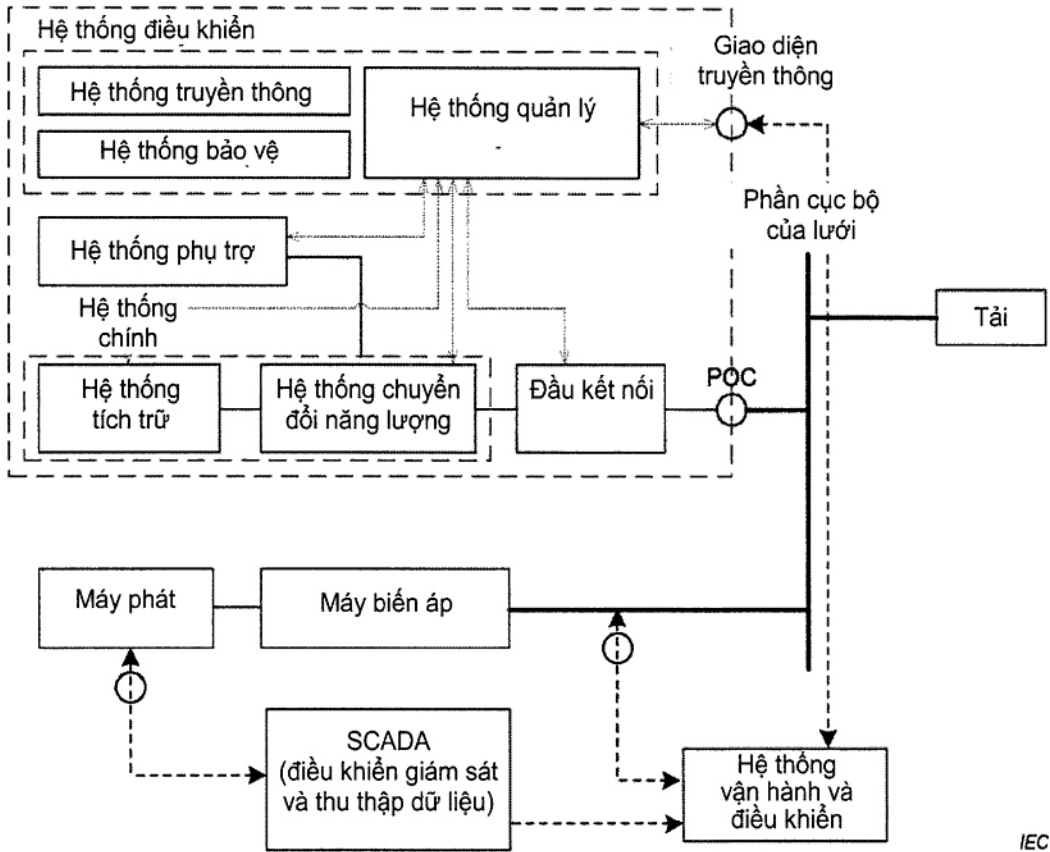 Hệ thống điều khiển
Hệ thống truyền thông
Hệ thống bảo vệ
Hệ thống quản lý
Giao diện
truyền thông
Phần cục bộ
của lưới
Hệ thống phụ trợ
Hệ thống
chính
Tải
Hệ thống
tích trữ
Hệ thống chuyển
đổi năng lượng
Đầu kết nối
POC
Máy phát
Máy biến áp
SCADA
(điều khiển giám sát
và thu thập dữ liệu)
Hệ thống
vận hành và
điều khiển
IEC